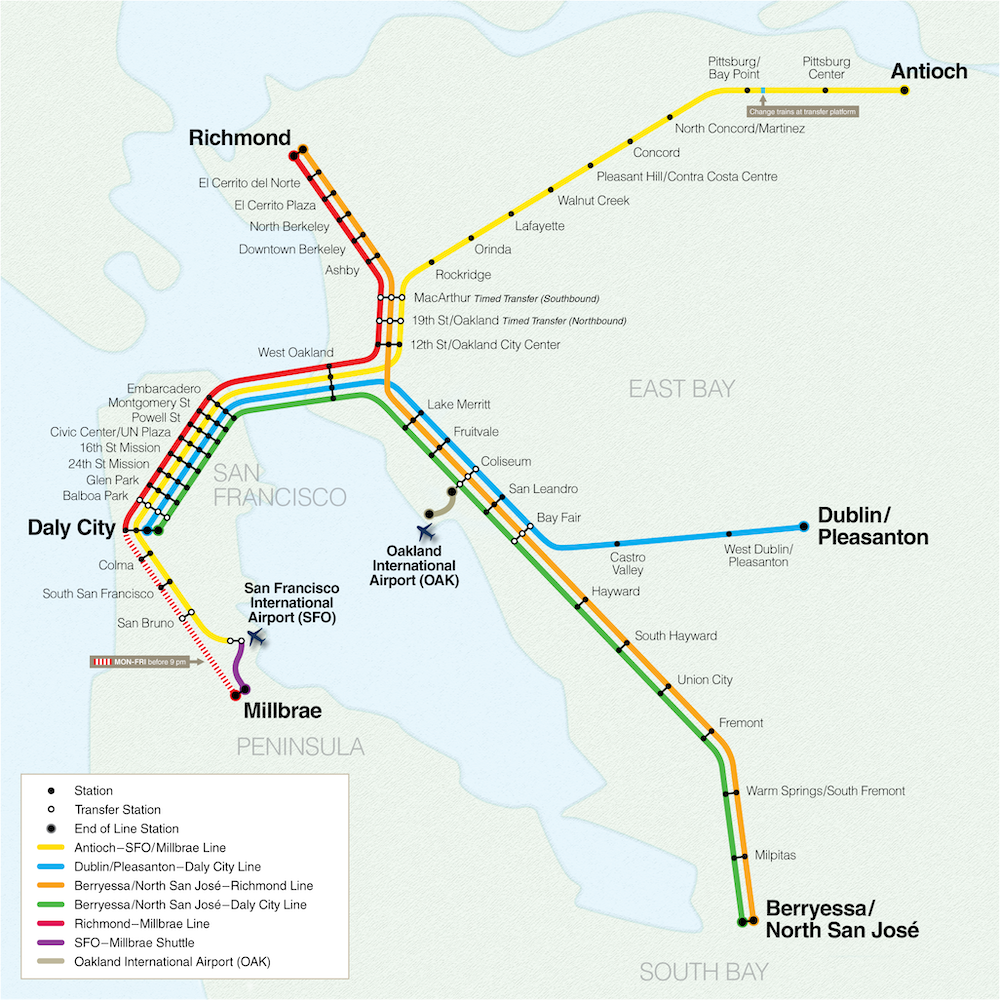 Pittsburg/
Bay Point
Pittsburg
Center
Antioch
Change trains at transfer platform
North Concord/Martinez
Richmond
Concord
Pleasant Hill/Contra Costa Centre
El Cerrito del Norte
Walnut Creek
El Cerrito Plaza
North Berkeley
Lafayette
Downtown Berkeley
Orinda
Ashby
Rockridge
MacArthur Timed Transfer (Southbound)
19th St/Oakland Timed Transfer (Northbound)
12th St/Oakland City Center
West Oakland
EAST BAY
Embarcadero
Montgomery St
Powell St
Civic Center/UN Plaza
16th St Mission
24th St Mission
Glen Park
Balboa Park
Daly City
SAN
FRANCISCO
Lake Merritt
Fruitvale
Coliseum
San Leandro
Bay Fair
Dublin/
Pleasanton
Castro
Valley
West Dublin/
Pleasanton
Oakland
International
Airport (OAK)
Colma
South San Francisco
San Bruno
San Francisco
International
Airport (SFO)
MON-FRI before 9 pm
Millbrae
PENINSULA
Hayward
South Hayward
Union City
Fremont
Warm Springs/South Fremont
Milpitas
Berryessa/
North San José
SOUTH BAY
Station
Transfer Station
End of Line Station
Antioch–SFO/Millbrae Line
Dublin/Pleasanton–Daly City Line
Berryessa/North San José–Richmond Line
Berryessa/North San José–Daly City Line
Richmond–Millbrae Line
SFO–Millbrae Shuttle
Oakland International Airport (OAK)